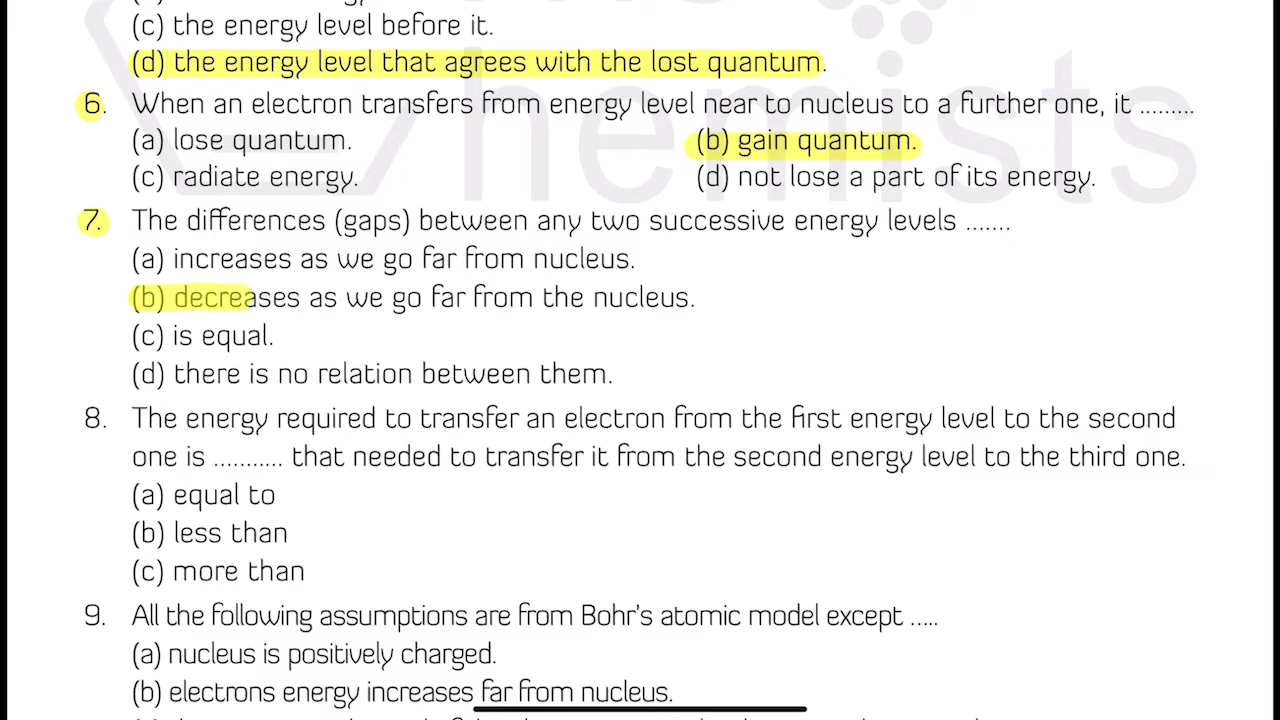 (c) the energy level before it.
(d) the energy level that agrees with the lost quantum.
6. When an electron transfers from energy level near to nucleus to a further one, it .........
(a) lose quantum. (b) gain quantum.
(c) radiate energy. (d) not lose a part of its energy.
7. The differences (gaps) between any two successive energy levels .......
(a) increases as we go far from nucleus.
(b) decreases as we go far from the nucleus.
(c) is equal.
(d) there is no relation between them.
8. The energy required to transfer an electron from the first energy level to the second
one is ........... that needed to transfer it from the second energy level to the third one.
(a) equal to
(b) less than
(c) more than
9. All the following assumptions are from Bohr's atomic model except .....
(a) nucleus is positively charged.
(b) electrons energy increases far from nucleus.
hemists